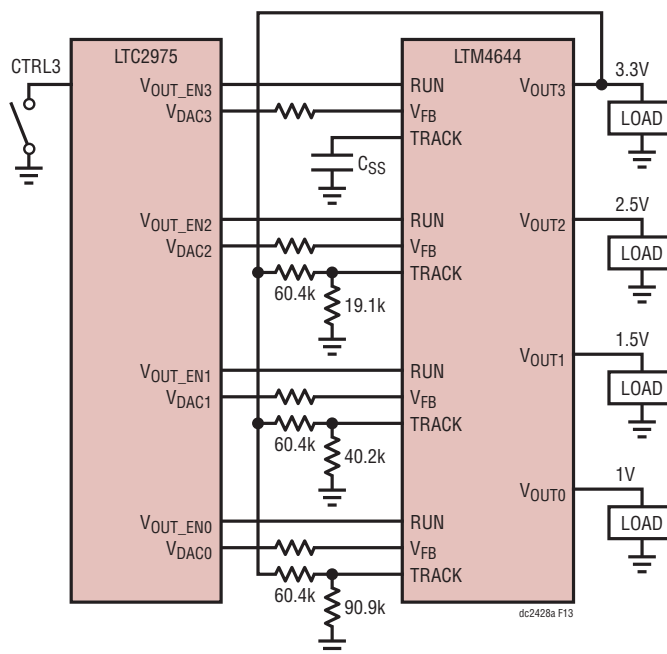 CTRL3
LTC2975
LTM4644
VOUT_EN3
RUN
VOUT3
3.3V
VDAC3
VFB
LOAD
TRACK
CSS
VOUT_EN2
RUN
VOUT2
2.5V
VDAC2
VFB
LOAD
60.4k
TRACK
19.1k
VOUT_EN1
RUN
VOUT1
1.5V
VDAC1
VFB
LOAD
60.4k
TRACK
40.2k
VOUT0
1V
VOUT_EN0
RUN
LOAD
VDAC0
VFB
60.4k
TRACK
90.9k
dc2428a F13